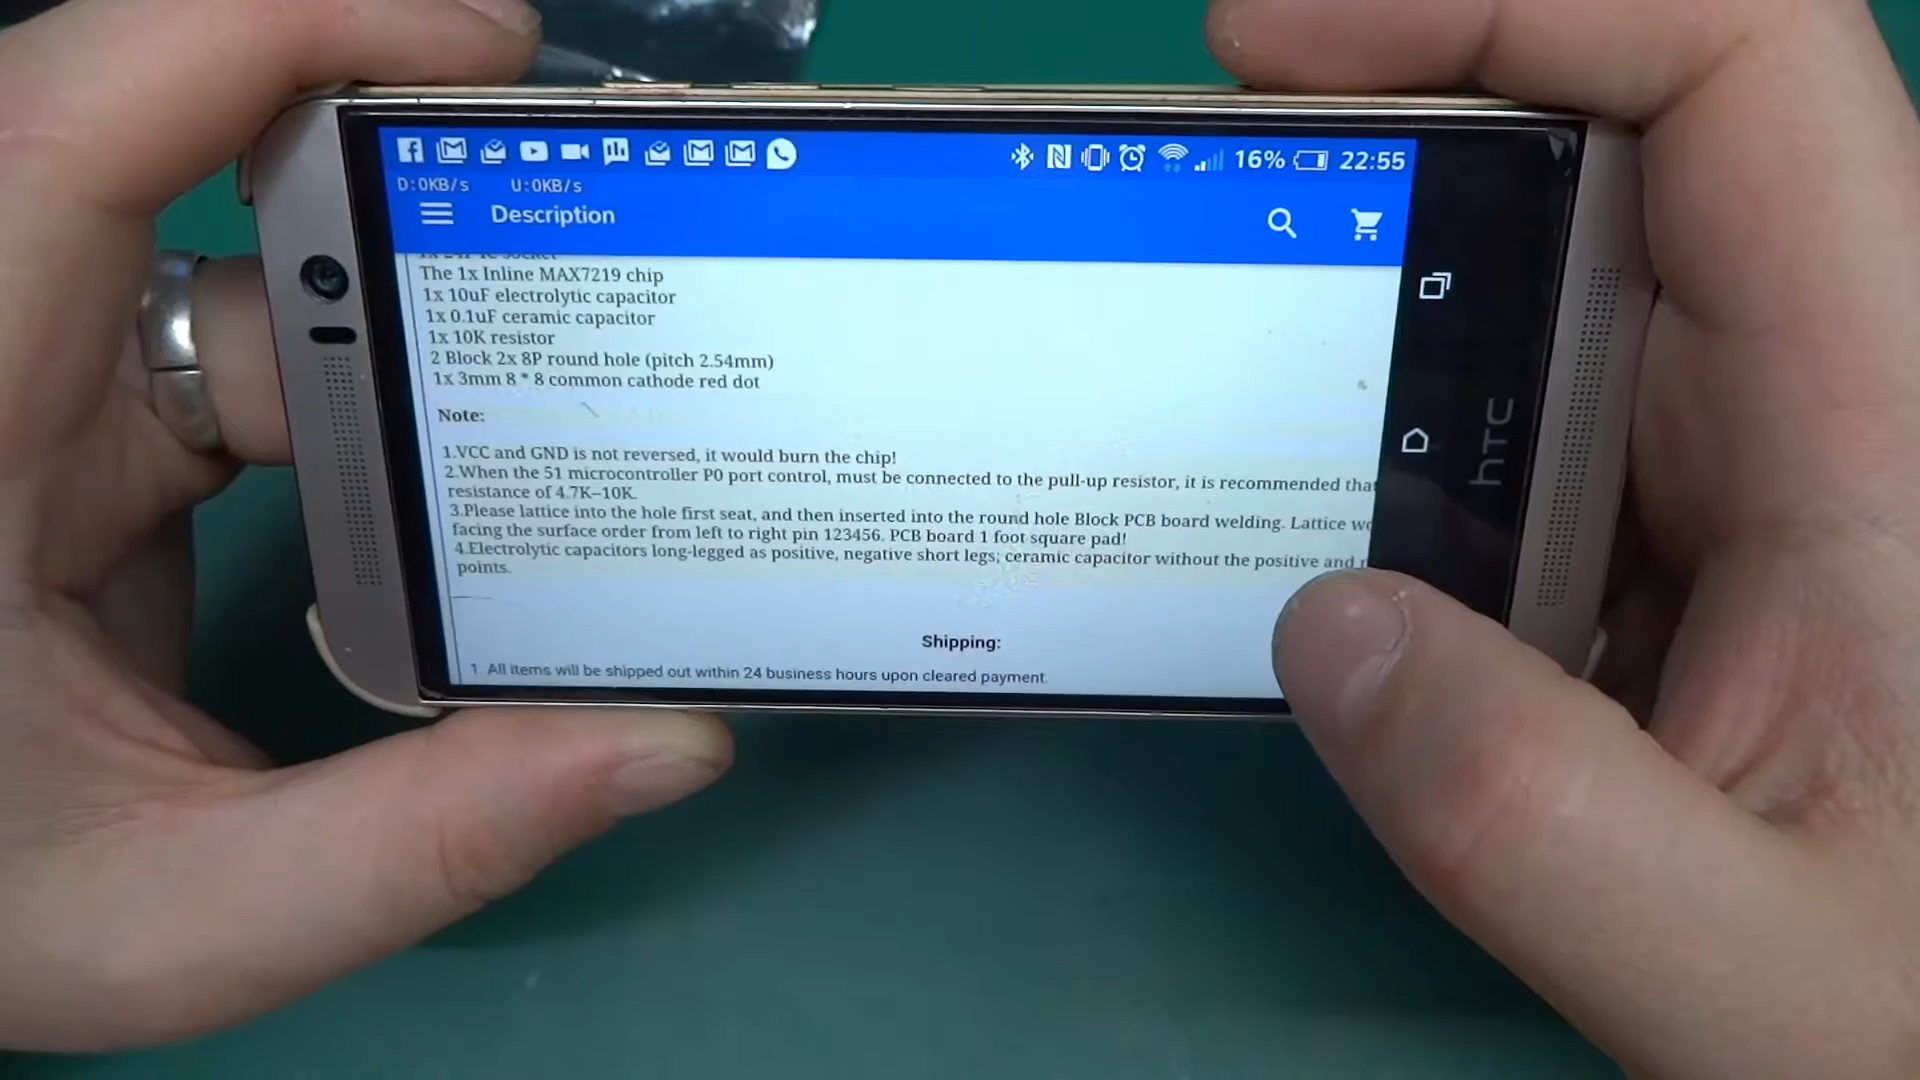 16% 22:55
D:0KB/s U:0KB/s
Description
The 1x Inline MAX7219 chip
1x 10uF electrolytic capacitor
1x 0.1uF ceramic capacitor
1x 10K resistor
2 Block 2x 8P round hole (pitch 2.54mm)
1x 3mm 8 * 8 common cathode red dot
Note:
1.VCC and GND is not reversed, it would burn the chip!
2.When the 51 microcontroller P0 port control, must be connected to the pull-up resistor, it is recommended that
resistance of 4.7K–10K.
3.Please lattice into the hole first seat, and then inserted into the round hole Block PCB board welding. Lattice
facing the surface order from left to right pin 123456. PCB board 1 foot square pad!
4.Electrolytic capacitors long-legged as positive, negative short legs; ceramic capacitor without the positive and
points.
Shipping:
1. All items will be shipped out within 24 business hours upon cleared payment.
hTC